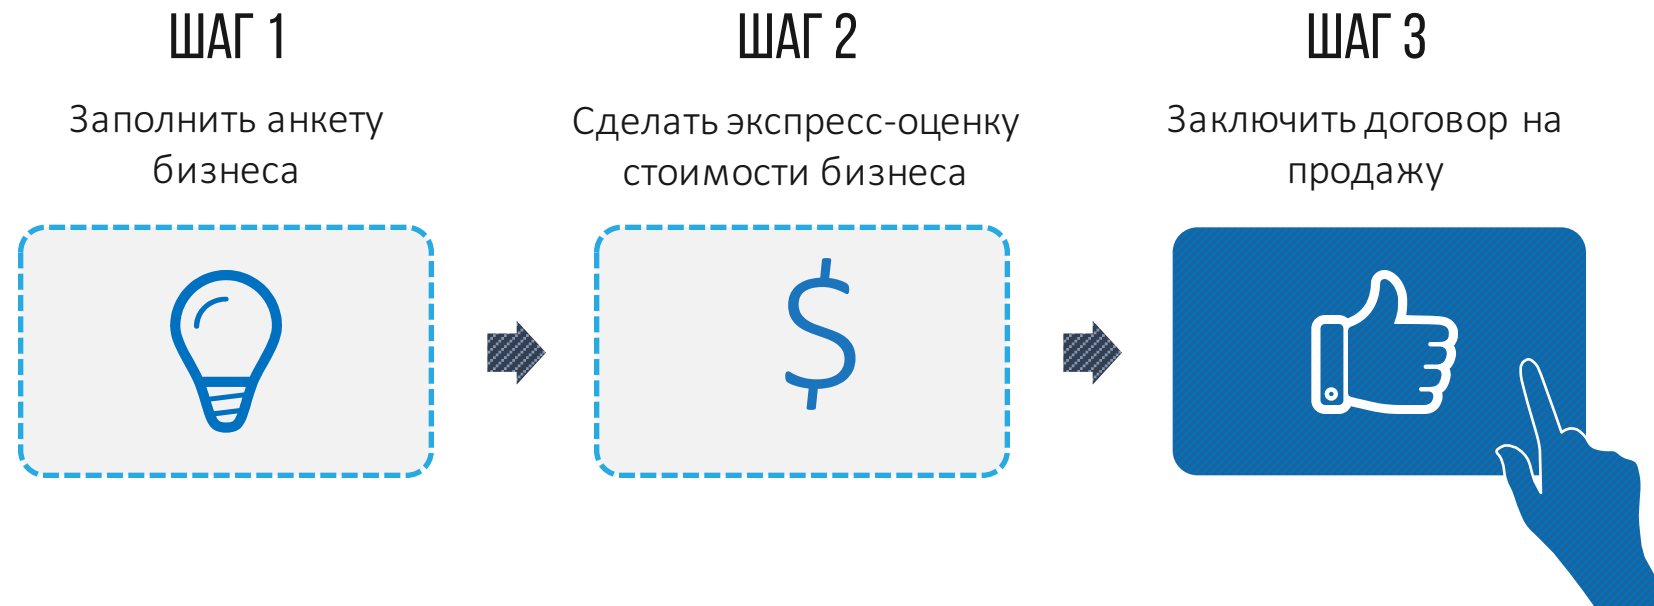 ШАГ 1
Заполнить анкету
бизнеса
ШАГ 2
Сделать экспресс-оценку
стоимости бизнеса
$
ШАГ 3
Заключить договор на
продажу